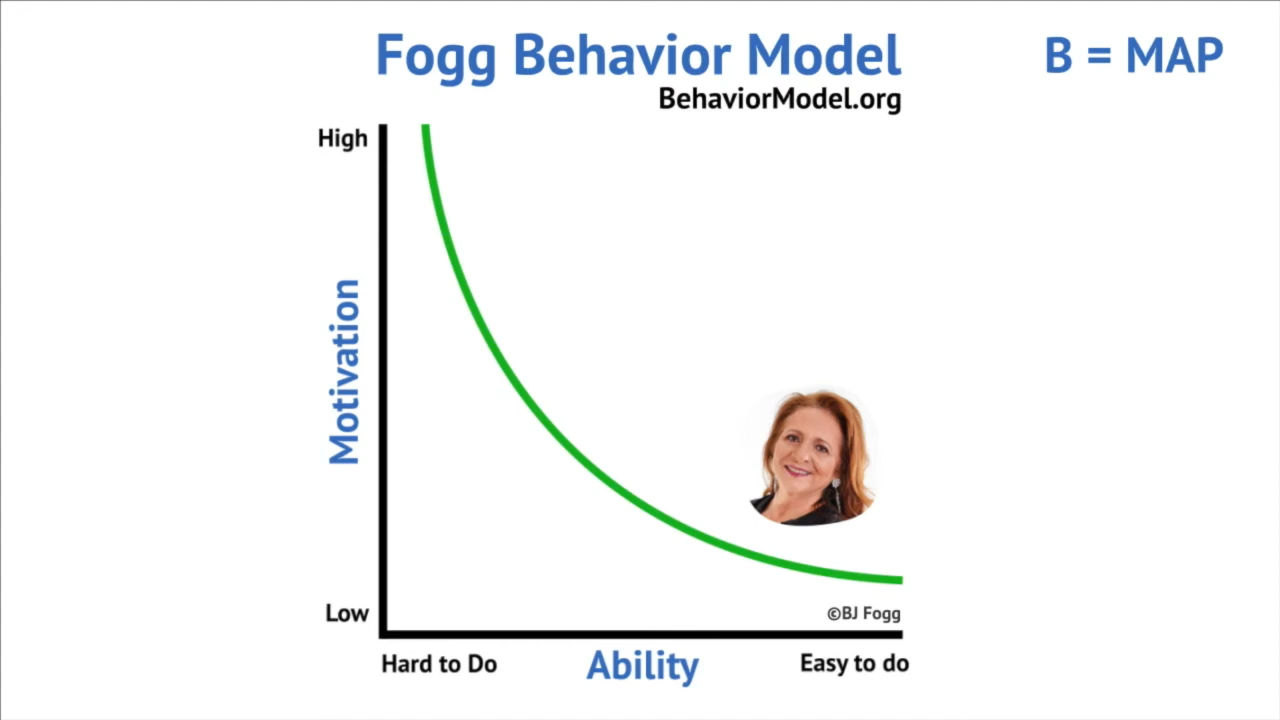 Fogg Behavior Model
B = MAP
BehaviorModel.org
High
Motivation
Low
©BJ Fogg
Hard to Do
Ability
Easy to do